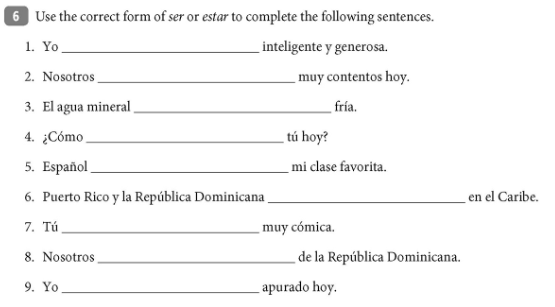 6 Use the correct form of ser or estar to complete the following sentences.
1. Yo ______________________ inteligente y generosa.
2. Nosotros ______________________ muy contentos hoy.
3. El agua mineral ______________________ fría.
4. ¿Cómo ______________________ tú hoy?
5. Español ______________________ mi clase favorita.
6. Puerto Rico y la República Dominicana ______________________ en el Caribe.
7. Tú ______________________ muy cómica.
8. Nosotros ______________________ de la República Dominicana.
9. Yo ______________________ apurado hoy.